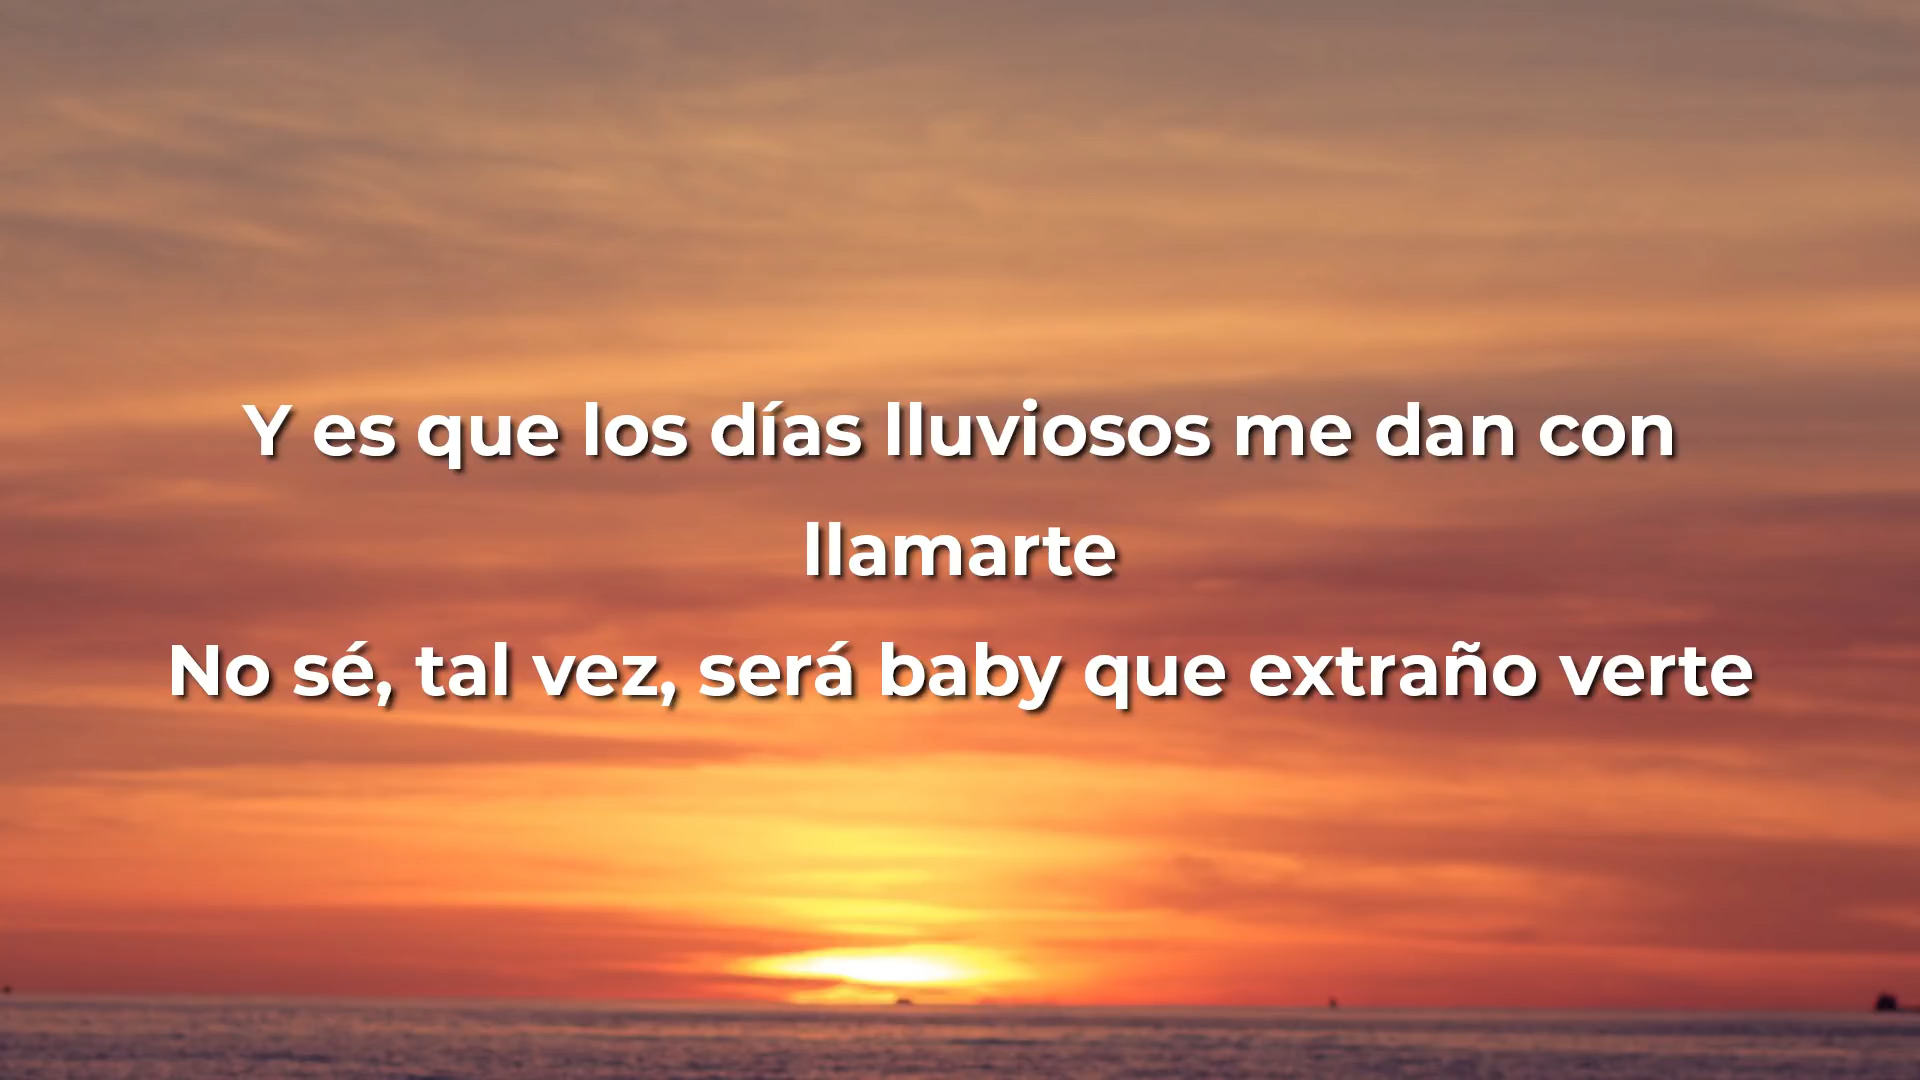 Y es que los días lluviosos me dan con
llamarte
No sé, tal vez, será baby que extraño verte